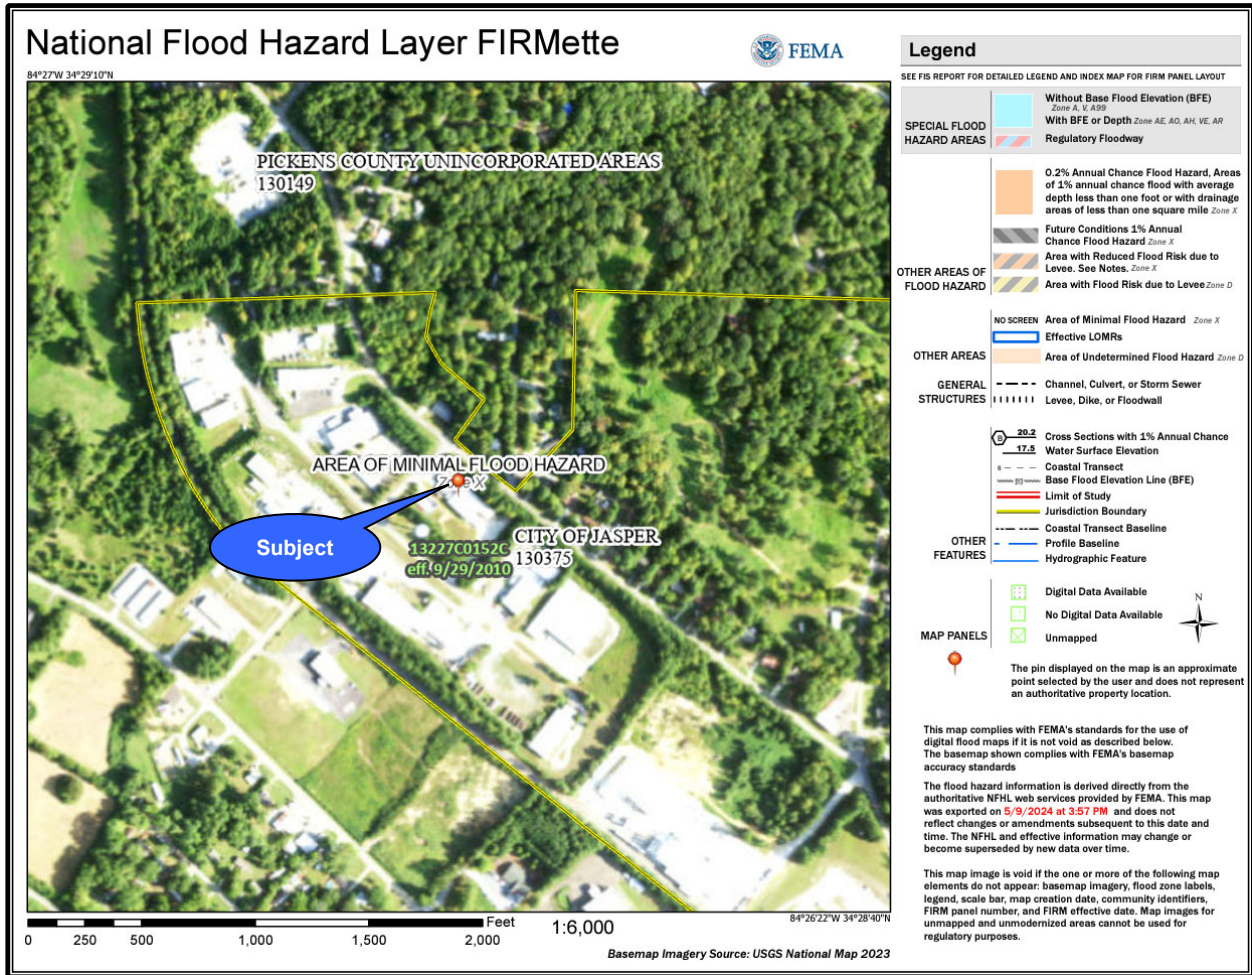 National Flood Hazard Layer FIRMette
FEMA
84°27'W 34°29'10"N
PICKENS COUNTY UNINCORPORATED AREAS
130149
AREA OF MINIMAL FLOOD HAZARD
Zone X
Subject
13227C0152C
eff. 9/29/2010
CITY OF JASPER
130375
84°26'22"W 34°28'40"N
Feet
0 250 500 1,000 1,500 2,000
1:6,000
Basemap Imagery Source: USGS National Map 2023
Legend
SEE FIS REPORT FOR DETAILED LEGEND AND INDEX MAP FOR FIRM PANEL LAYOUT
SPECIAL FLOOD
HAZARD AREAS
Without Base Flood Elevation (BFE)
Zone A, V, A99
With BFE or Depth Zone AE, AO, AH, VE, AR
Regulatory Floodway
OTHER AREAS OF
FLOOD HAZARD
0.2% Annual Chance Flood Hazard, Areas
of 1% annual chance flood with average
depth less than one foot or with drainage
areas of less than one square mile Zone X
Future Conditions 1% Annual
Chance Flood Hazard Zone X
Area with Reduced Flood Risk due to
Levee. See Notes. Zone X
Area with Flood Risk due to Levee Zone D
OTHER AREAS
NO SCREEN Area of Minimal Flood Hazard Zone X
Effective LOMRs
Area of Undetermined Flood Hazard Zone D
GENERAL
STRUCTURES
Channel, Culvert, or Storm Sewer
Levee, Dike, or Floodwall
OTHER
FEATURES
B 20.2 Cross Sections with 1% Annual Chance
17.5 Water Surface Elevation
8 Coastal Transect
513 Base Flood Elevation Line (BFE)
Limit of Study
Jurisdiction Boundary
Coastal Transect Baseline
Profile Baseline
Hydrographic Feature
MAP PANELS
Digital Data Available
No Digital Data Available
Unmapped
N
The pin displayed on the map is an approximate
point selected by the user and does not represent
an authoritative property location.
This map complies with FEMA's standards for the use of
digital flood maps if it is not void as described below.
The basemap shown complies with FEMA's basemap
accuracy standards
The flood hazard information is derived directly from the
authoritative NFHL web services provided by FEMA. This map
was exported on 5/9/2024 at 3:57 PM and does not
reflect changes or amendments subsequent to this date and
time. The NFHL and effective information may change or
become superseded by new data over time.
This map image is void if the one or more of the following map
elements do not appear: basemap imagery, flood zone labels,
legend, scale bar, map creation date, community identifiers,
FIRM panel number, and FIRM effective date. Map images for
unmapped and unmodernized areas cannot be used for
regulatory purposes.